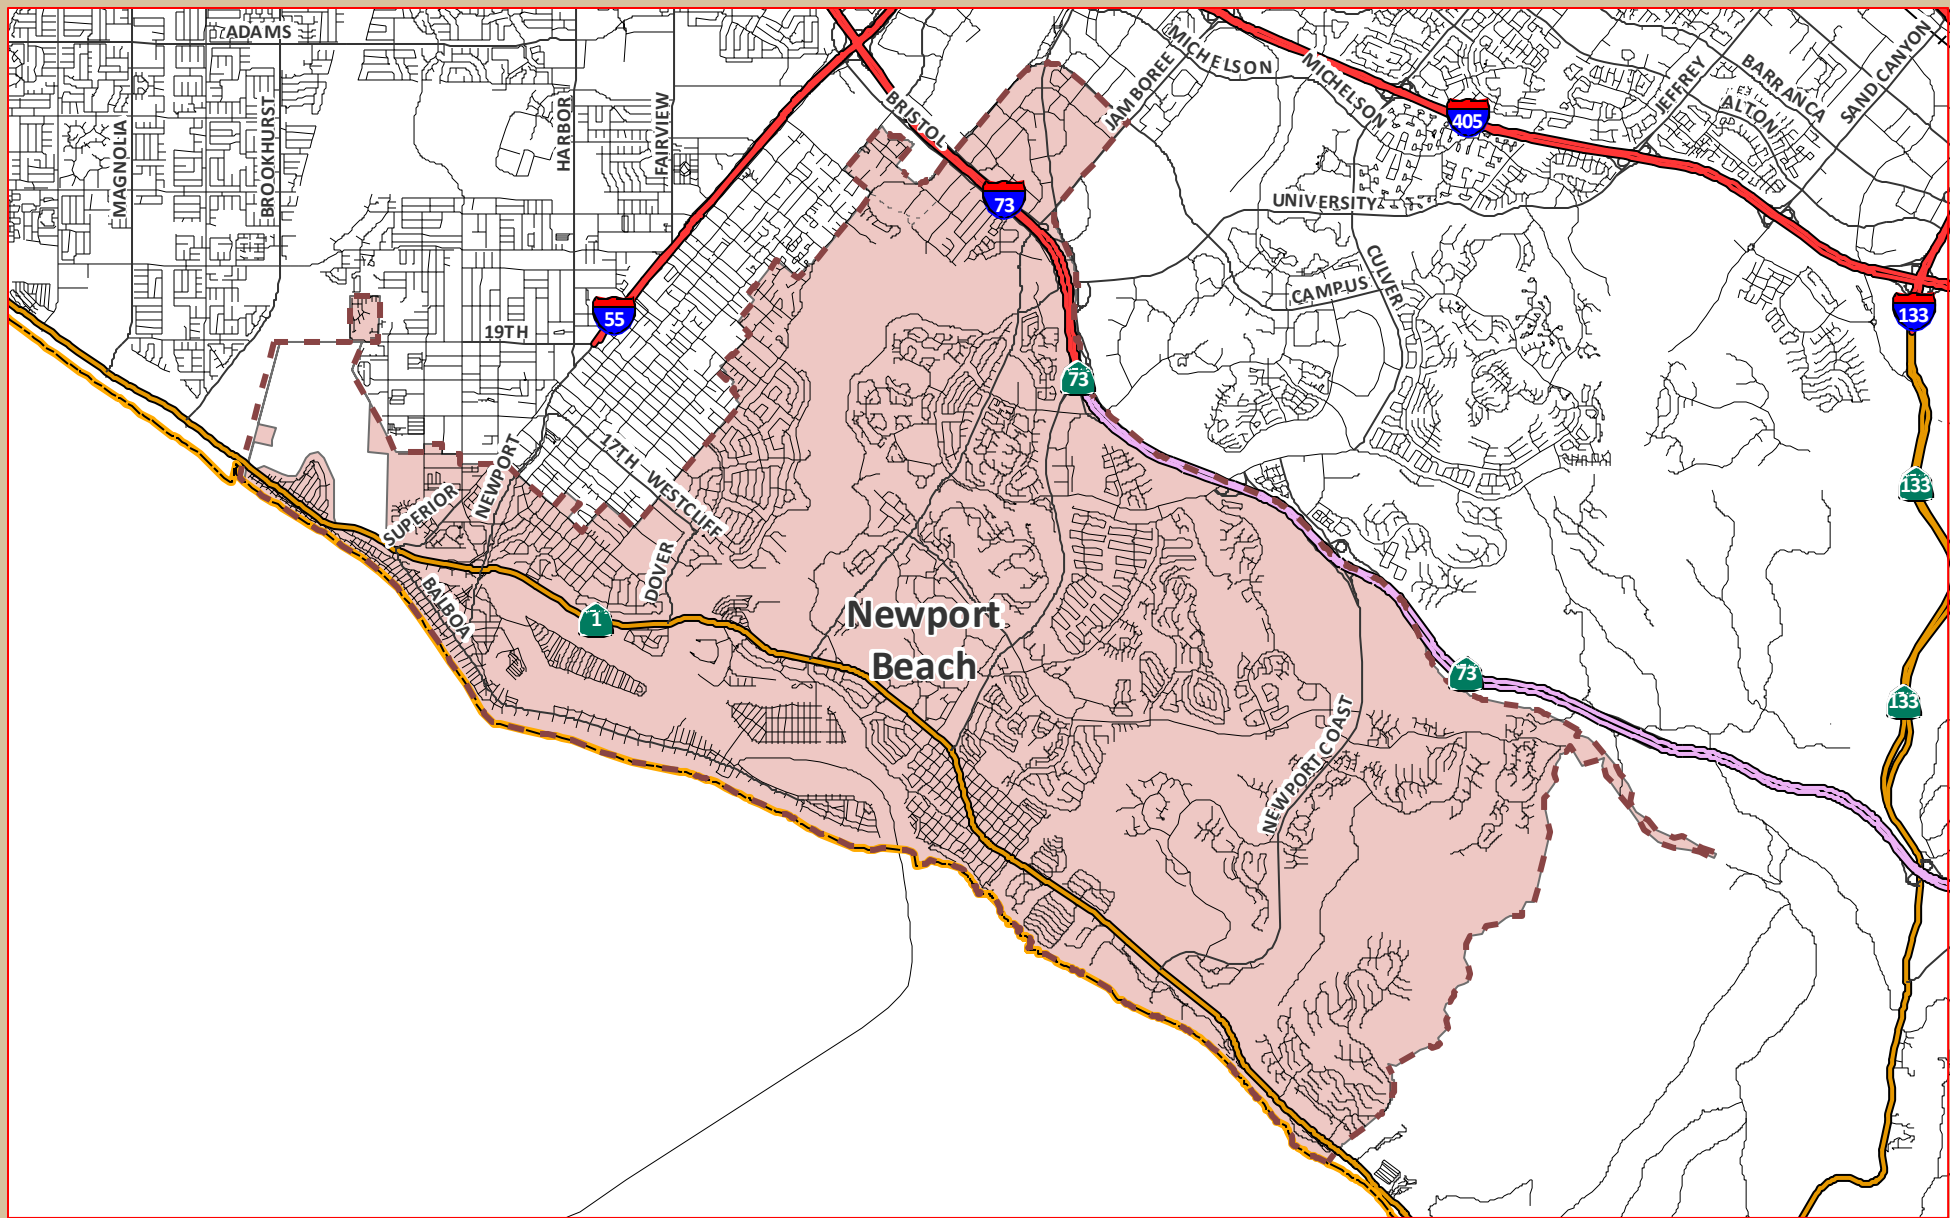 ADAMS
MICHELSON
MICHELSON
JAMBOREE
JEFFREY
BARRANCA
ALTON
SAND CANYON
MAGNOLIA
BROOKHURST
HARBOR
FAIRVIEW
BRISTOL
405
73
UNIVERSITY
CULVER
CAMPUS
55
19TH
133
73
17TH
WESTCLIFF
NEWPORT
SUPERIOR
133
DOVER
BALBOA
1
Newport
Beach
73
133
NEWPORT COAST